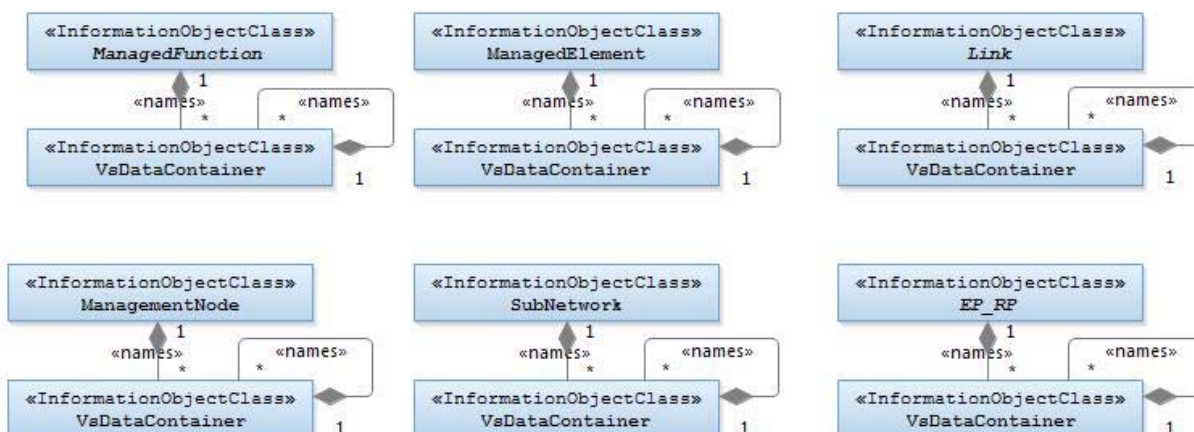 «InformationObjectClass»
ManagedFunction
1
«names»
«names»
*
*
«InformationObjectClass»
VsDataContainer
1
«InformationObjectClass»
ManagedElement
1
«names»
«names»
*
*
«InformationObjectClass»
VsDataContainer
1
«InformationObjectClass»
Link
1
«names»
«names»
*
*
«InformationObjectClass»
VsDataContainer
1
«InformationObjectClass»
ManagementNode
1
«names»
«names»
*
*
«InformationObjectClass»
VsDataContainer
1
«InformationObjectClass»
SubNetwork
1
«names»
«names»
*
*
«InformationObjectClass»
VsDataContainer
1
«InformationObjectClass»
EP_RP
1
«names»
«names»
*
*
«InformationObjectClass»
VsDataContainer
1